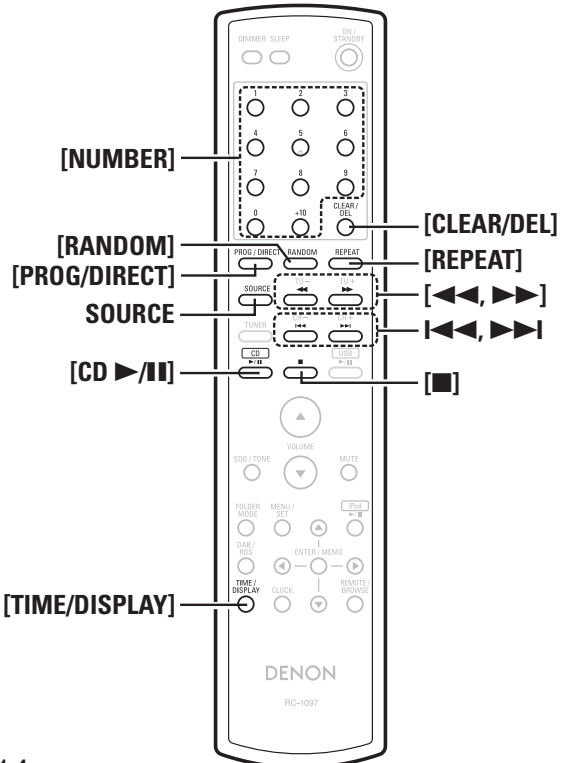 DIMMER SLEEP
ON /
STANDBY
1 2 3
4 5 6
[NUMBER]
7 8 9
CLEAR /
DEL
0 +10
[CLEAR/DEL]
[RANDOM]
PROG / DIRECT RANDOM REPEAT
[REPEAT]
[PROG/DIRECT]
TU – TU +
◀◀ ▶▶
[◀◀, ▶▶]
SOURCE
SOURCE
CH – CH +
TUNER
I◀◀ ▶▶I
I◀◀, ▶▶I
CD
▶/II
■
USB
▶/II
[CD ▶/II]
[■]
VOLUME
SDB / TONE MUTE
FOLDER
MODE
MENU /
SET
iPod
▶/II
DAB /
RDS
ENTER / MEMO
[TIME/DISPLAY]
TIME /
DISPLAY
CLOCK
REMOTE /
BROWSE
DENON
RC-1097